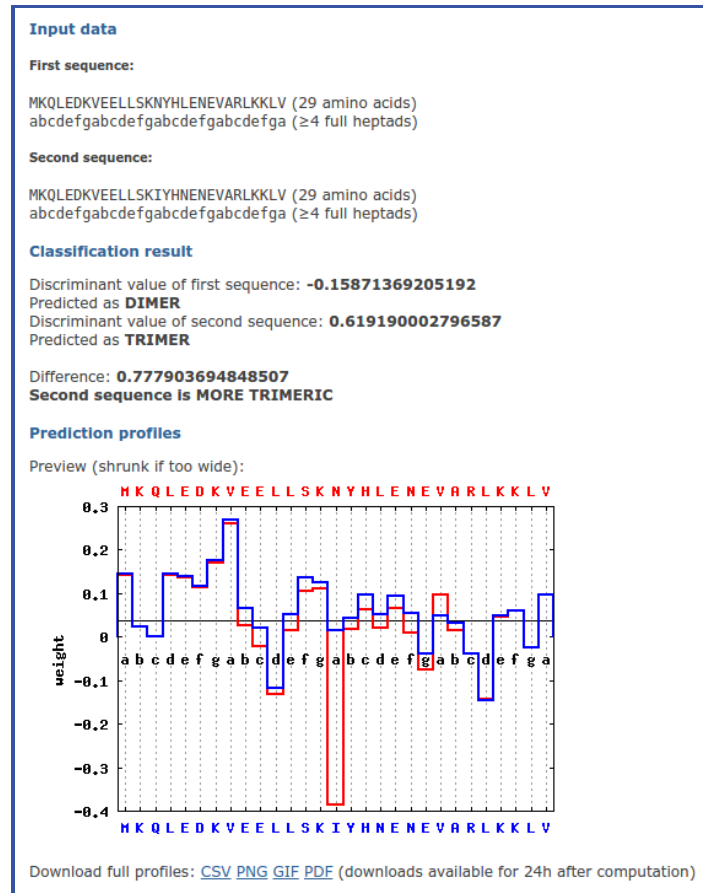 Input data
First sequence:
MKQLEDKVEELLSKNYHLENEVARLKKLV (29 amino acids)
abcdefgabcdefgabcdefgabcdefga (≥4 full heptads)
Second sequence:
MKQLEDKVEELLSKIYHNENEVARLKKLV (29 amino acids)
abcdefgabcdefgabcdefgabcdefga (≥4 full heptads)
Classification result
Discriminant value of first sequence: -0.15871369205192
Predicted as DIMER
Discriminant value of second sequence: 0.619190002796587
Predicted as TRIMER
Difference: 0.777903694848507
Second sequence is MORE TRIMERIC
Prediction profiles
Preview (shrunk if too wide):
M K Q L E D K V E E L L S K N Y H L E N E V A R L K K L V
0.3
0.2
0.1
0
-0.1
-0.2
-0.3
-0.4
weight
a b c d e f g a b c d e f g a b c d e f g a b c d e f g a
M K Q L E D K V E E L L S K I Y H N E N E V A R L K K L V
Download full profiles: CSV PNG GIF PDF (downloads available for 24h after computation)